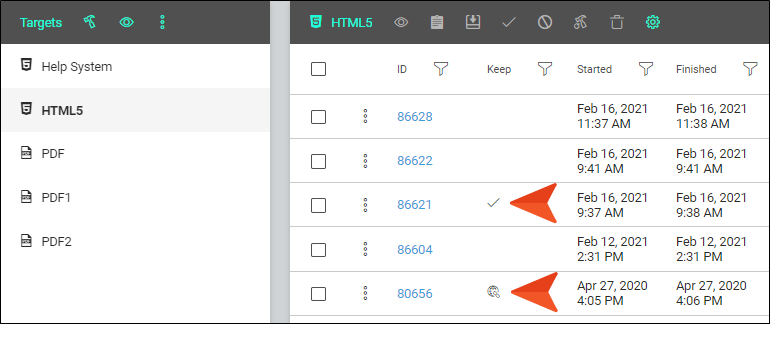 Targets
Help System
HTML5
PDF
PDF1
PDF2
HTML5
ID Keep Started Finished
86628 Feb 16, 2021 Feb 16, 2021
11:37 AM 11:38 AM
86622 Feb 16, 2021 Feb 16, 2021
9:41 AM 9:41 AM
86621 Feb 16, 2021 Feb 16, 2021
9:37 AM 9:38 AM
86604 Feb 12, 2021 Feb 12, 2021
2:31 PM 2:31 PM
80656 Apr 27, 2020 Apr 27, 2020
4:05 PM 4:06 PM